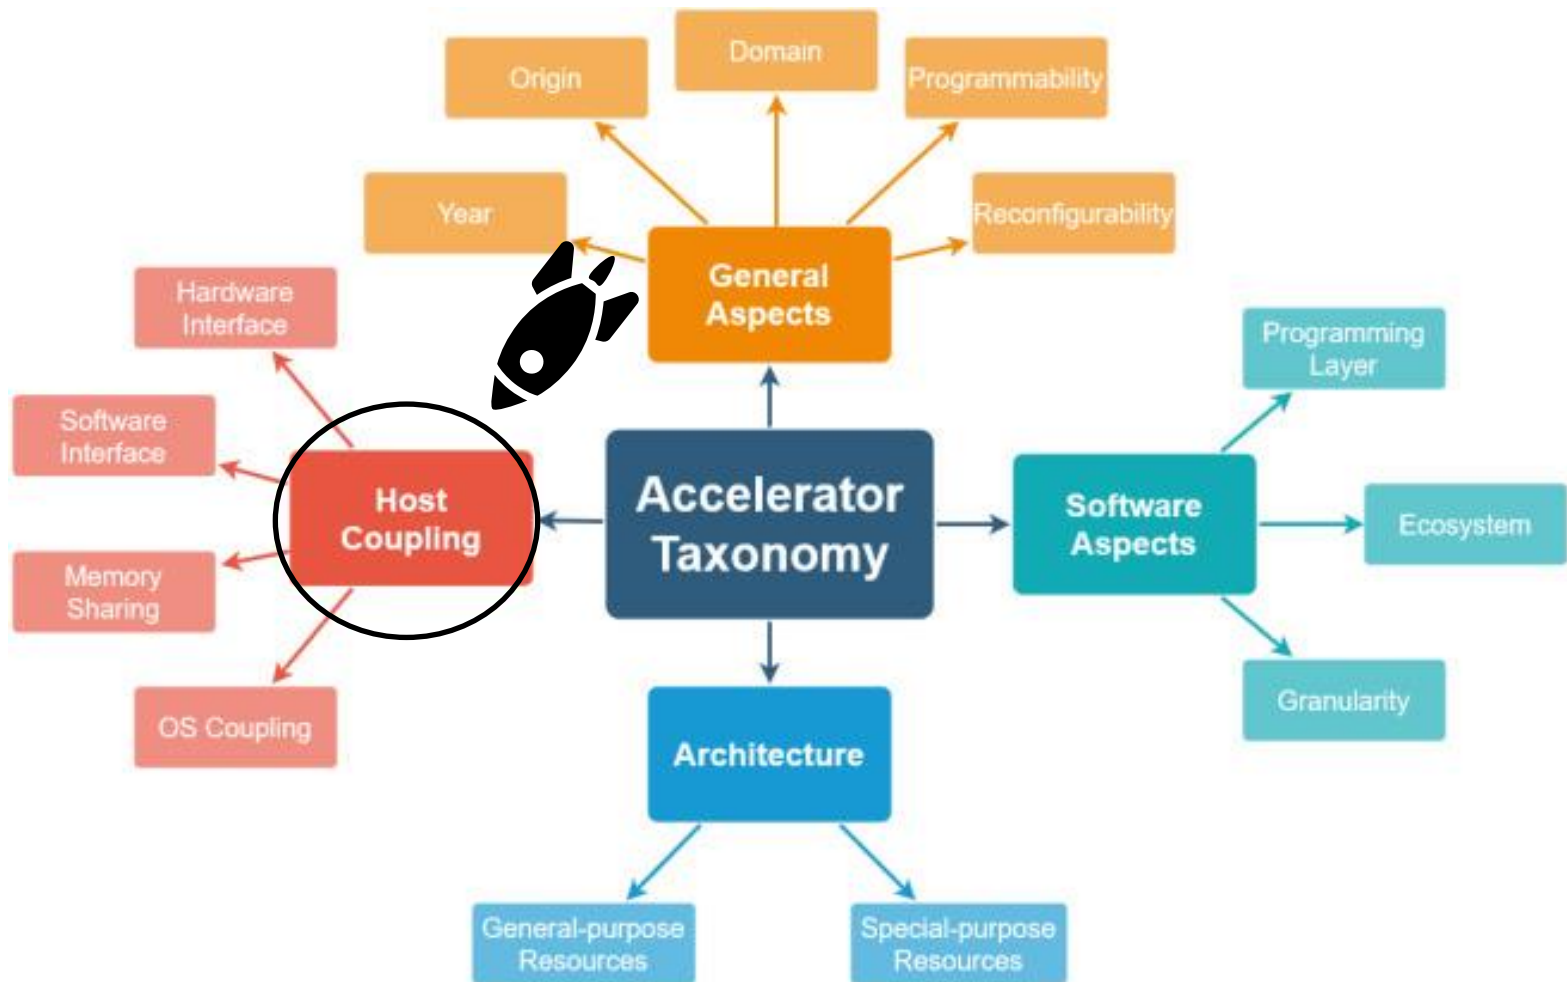 Domain
Origin
Programmability
Year
Reconfigurability
General
Aspects
Hardware
Interface
Software
Interface
Host
Coupling
Memory
Sharing
OS Coupling
Accelerator
Taxonomy
Programming
Layer
Software
Aspects
Ecosystem
Granularity
Architecture
General-purpose
Resources
Special-purpose
Resources